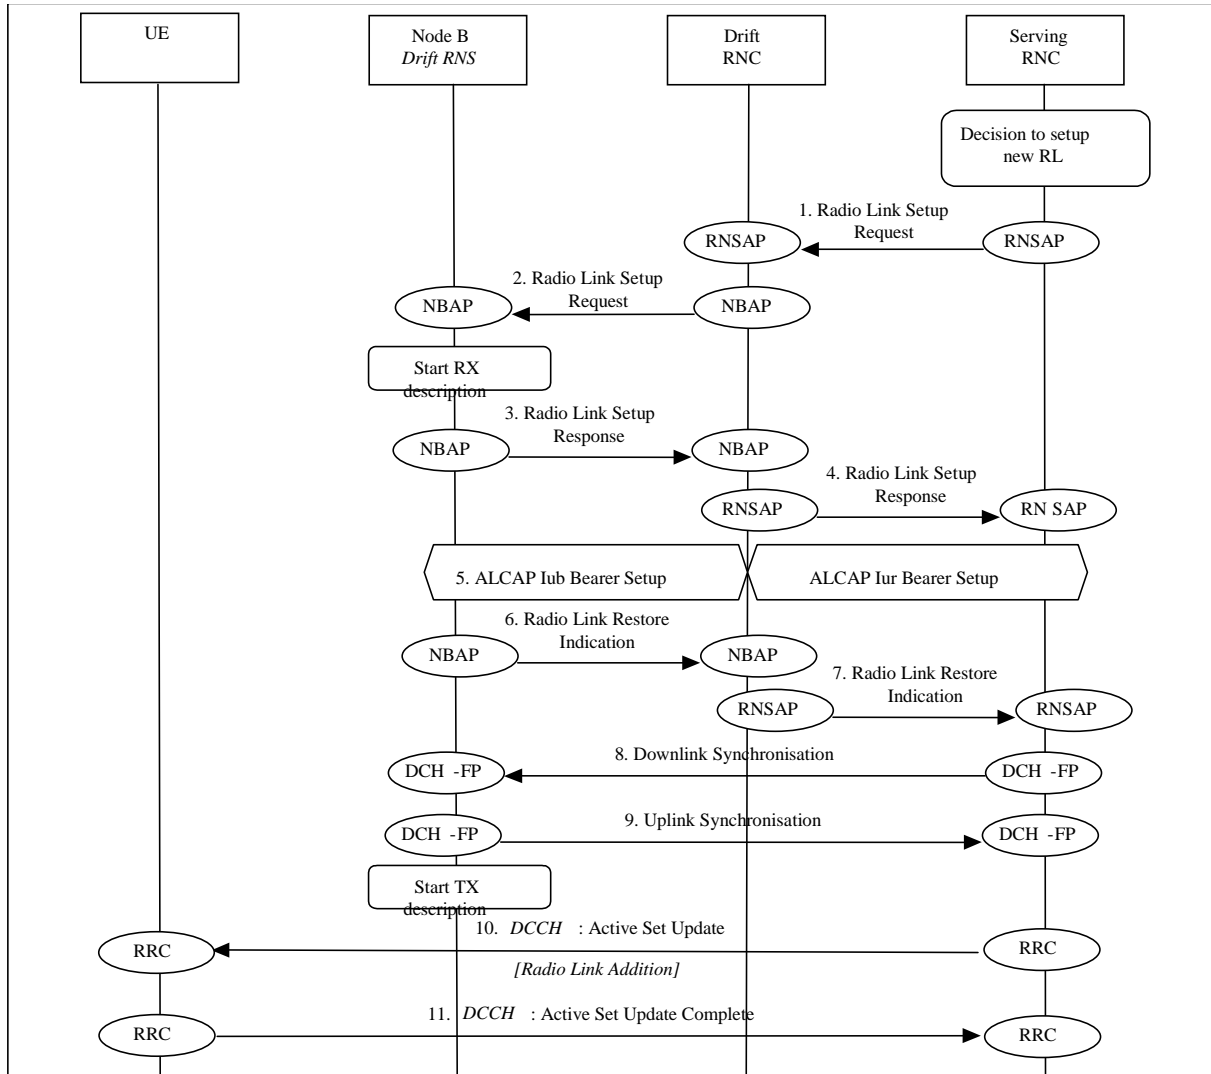 UE
Node B
Drift RNS
Drift
RNC
Serving
RNC
Decision to setup
new RL
1. Radio Link Setup
Request
RNSAP
RNSAP
2. Radio Link Setup
Request
NBAP
NBAP
Start RX
description
3. Radio Link Setup
Response
NBAP
NBAP
4. Radio Link Setup
Response
RNSAP
RN SAP
5. ALCAP Iub Bearer Setup
ALCAP Iur Bearer Setup
6. Radio Link Restore
Indication
NBAP
NBAP
7. Radio Link Restore
Indication
RNSAP
RNSAP
8. Downlink Synchronisation
DCH -FP
DCH -FP
9. Uplink Synchronisation
DCH -FP
DCH -FP
Start TX
description
10. DCCH : Active Set Update
RRC
RRC
[Radio Link Addition]
11. DCCH : Active Set Update Complete
RRC
RRC